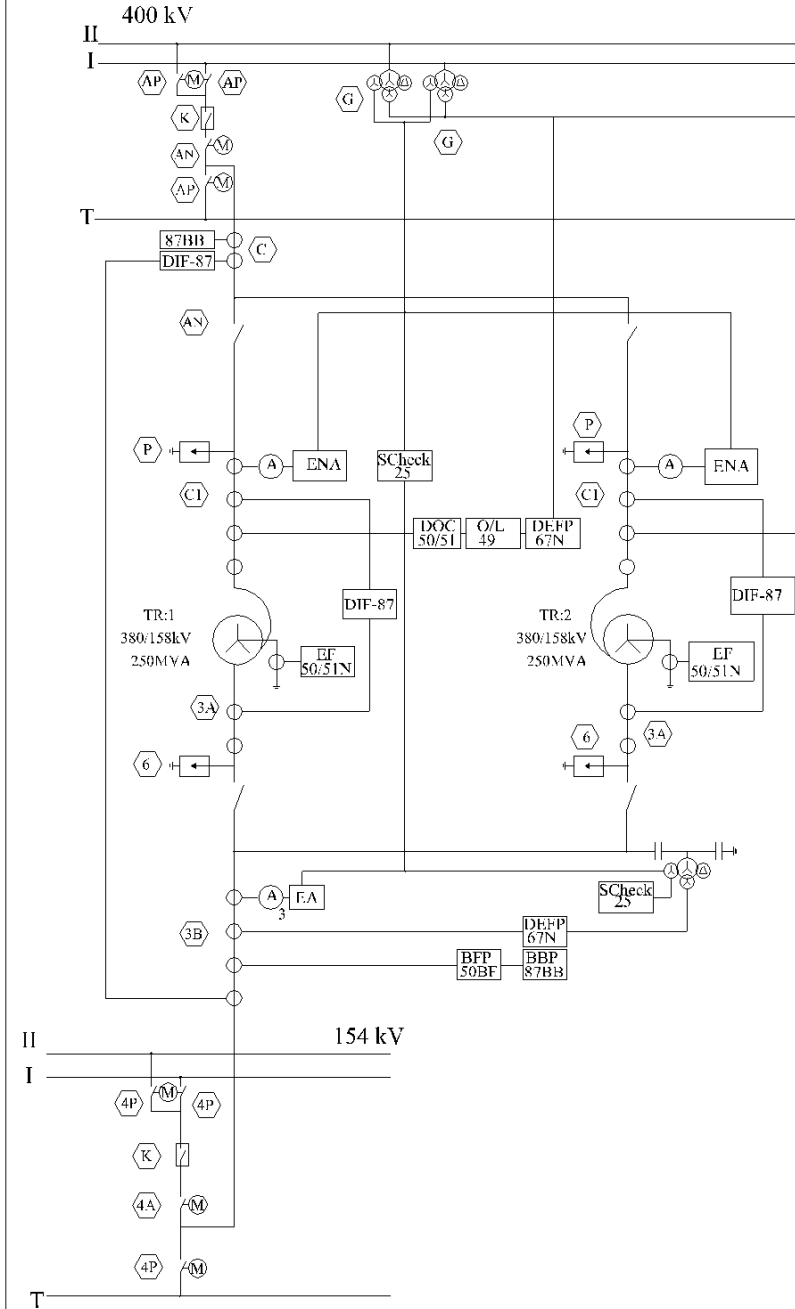 400 kV
II
I
AP
M
AP
G
K
G
AN
M
AP
M
T
87BB
C
DIF-87
AN
P
P
A
ENA
SCheck
25
A
ENA
C1
C1
DOC
50/51
O/L
49
DEFP
67N
DIF-87
DIF-87
TR:1
380/158kV
250MVA
EF
50/51N
TR:2
380/158kV
250MVA
EF
50/51N
3A
3A
6
6
A
3
EA
SCheck
25
3B
DEFP
67N
BFP
50BF
BBP
87BB
II
154 kV
I
4P
M
4P
K
4A
M
4P
M
T